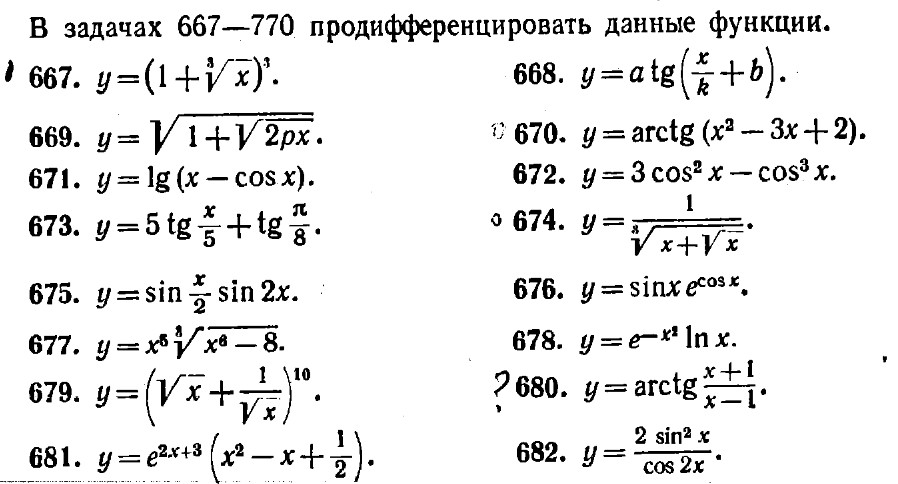 В задачах 667—770 продифференцировать данные функции.
667. y = (1 + ∛x)³.
668. y = a tg(x/k + b).
669. y = √(1 + √(2px)).
670. y = arctg (x² — 3x + 2).
671. y = lg (x — cos x).
672. y = 3 cos² x — cos³ x.
673. y = 5 tg x/5 + tg π/8.
674. y = 1/∛(x + √x).
675. y = sin x/2 sin 2x.
676. y = sinx e^(cos x).
677. y = x⁵ ∛(x⁶ — 8).
678. y = e^(—x²) ln x.
679. y = (√x + 1/√x)¹⁰.
? 680. y = arctg (x + 1)/(x — 1).
681. y = e^(2x+3) (x² — x + 1/2).
682. y = 2 sin² x/cos 2x.